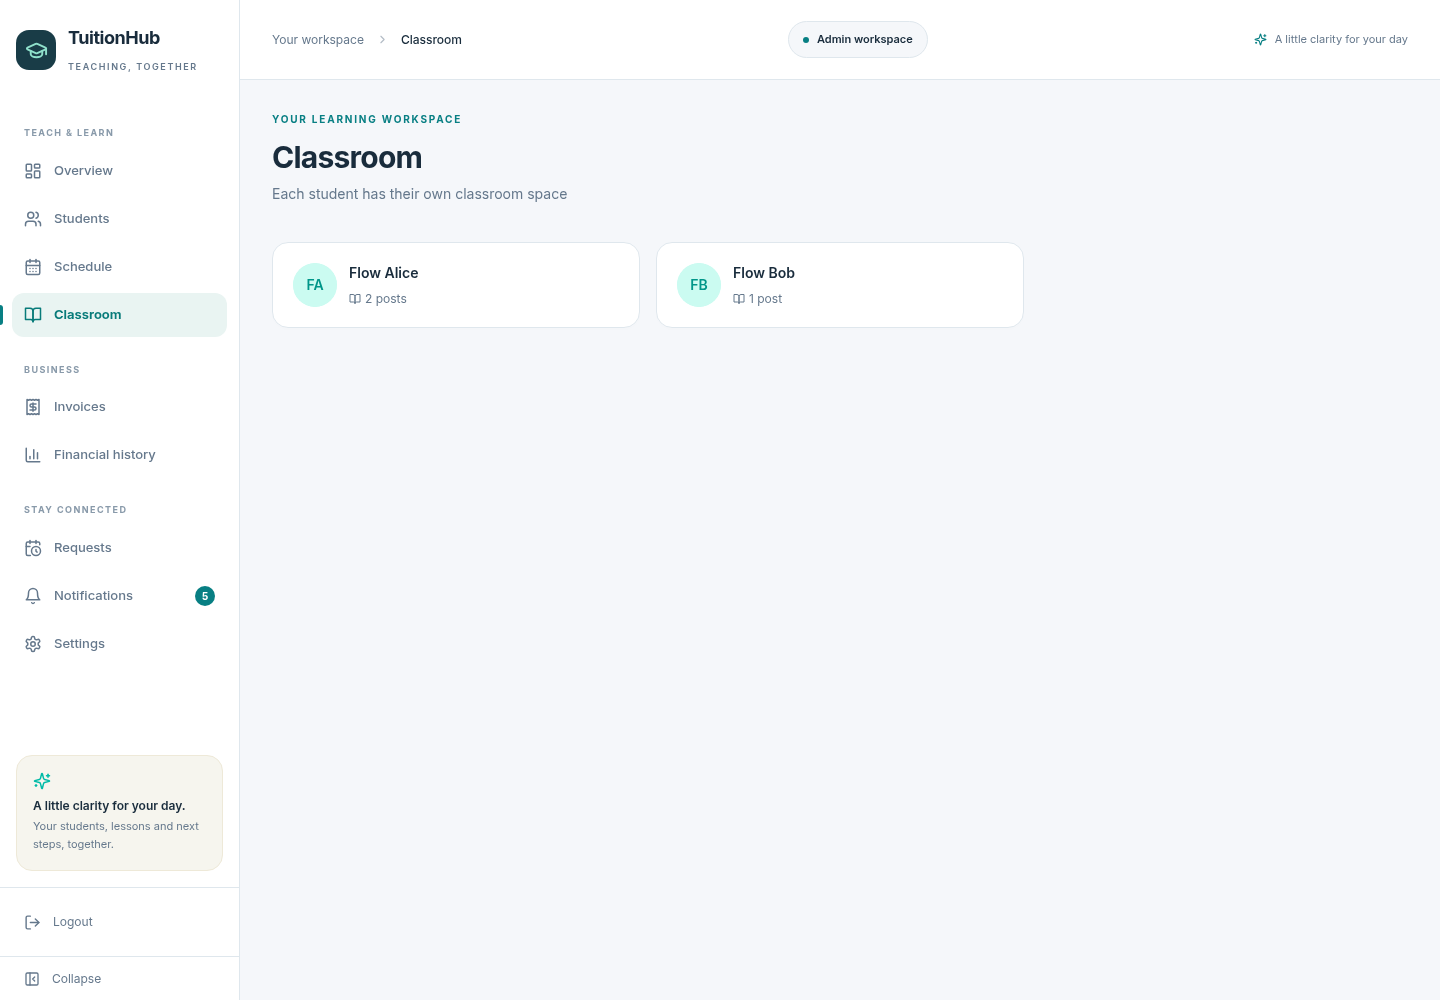 TuitionHub
TEACHING, TOGETHER
TEACH & LEARN
Overview
Students
Schedule
Classroom
BUSINESS
Invoices
Financial history
STAY CONNECTED
Requests
Notifications
5
Settings
A little clarity for your day.
Your students, lessons and next
steps, together.
Logout
Collapse
Your workspace
Classroom
Admin workspace
A little clarity for your day
YOUR LEARNING WORKSPACE
Classroom
Each student has their own classroom space
FA
Flow Alice
2 posts
FB
Flow Bob
1 post